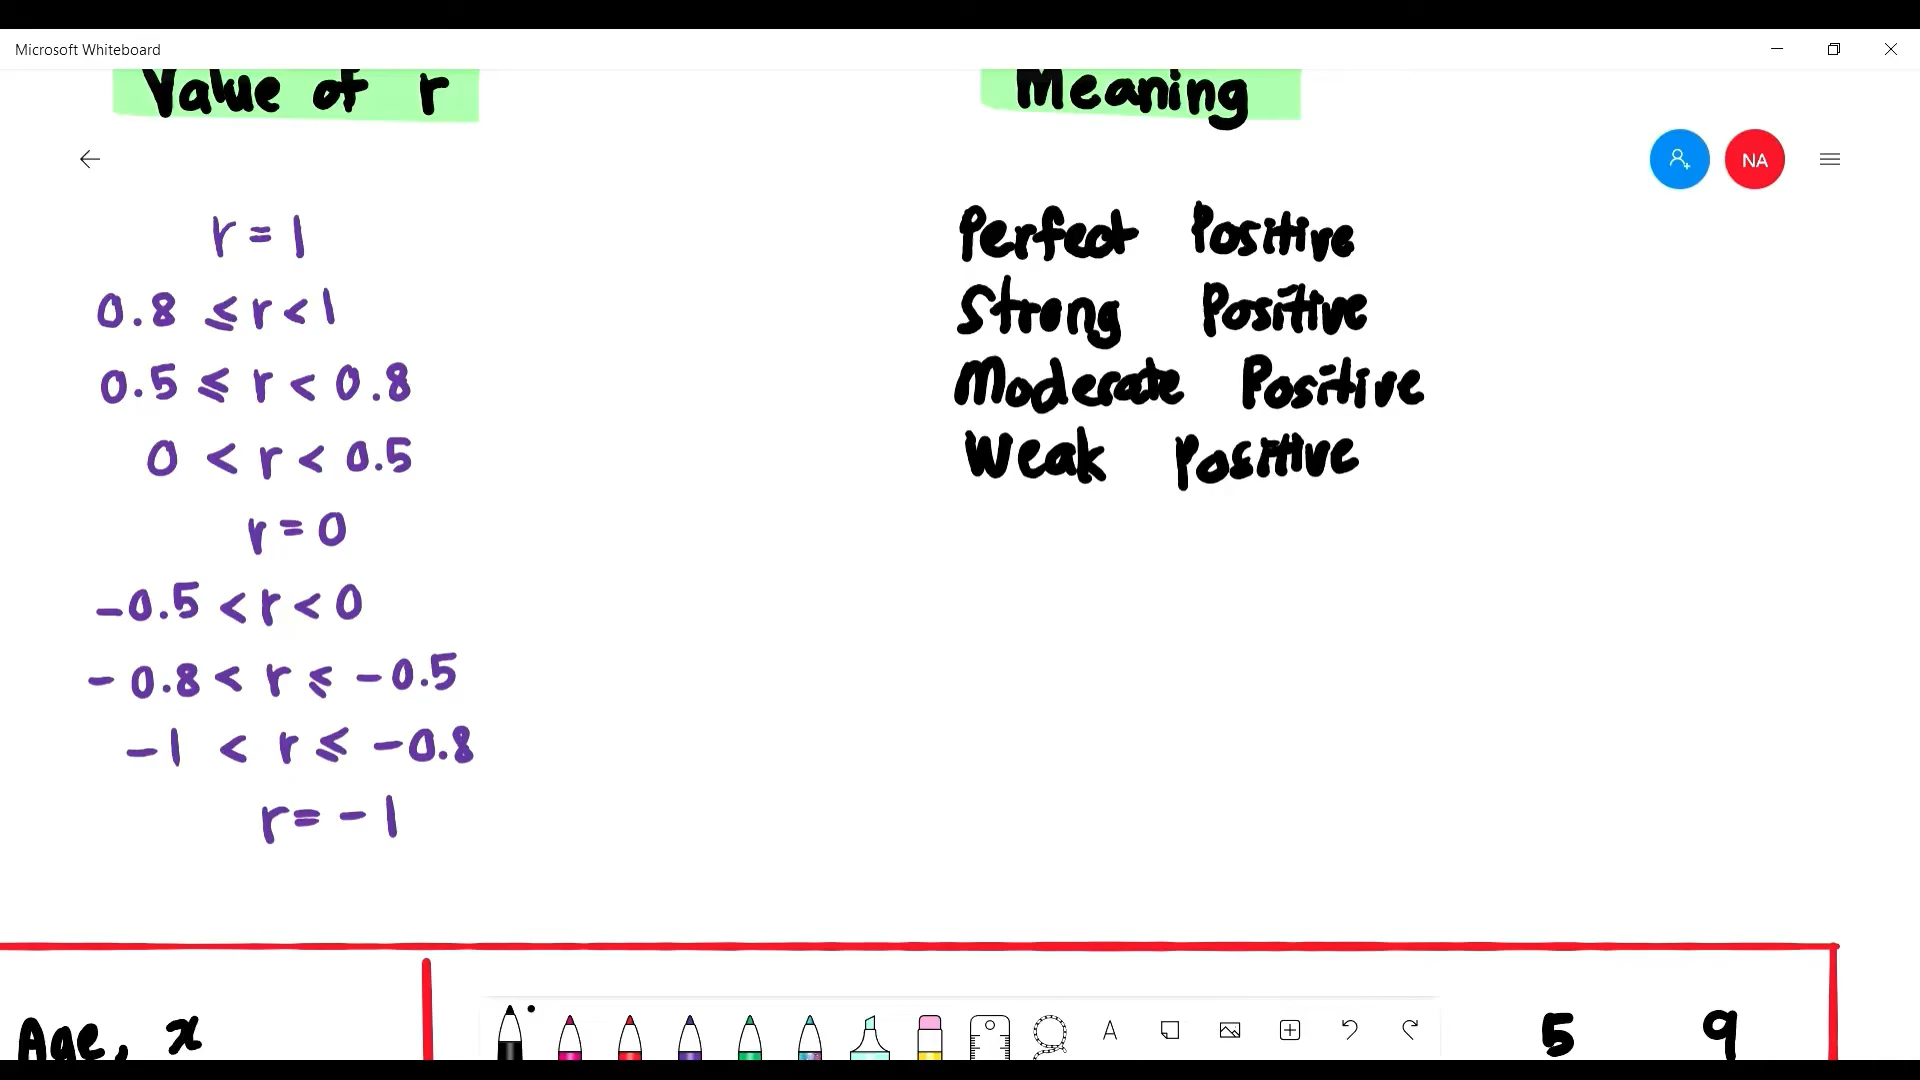 Microsoft Whiteboard
Value of r Meaning
NA
r = 1 Perfect Positive
0.8 ≤ r < 1 Strong Positive
0.5 ≤ r < 0.8 Moderate Positive
0 < r < 0.5 Weak Positive
r = 0
-0.5 < r < 0
-0.8 < r ≤ -0.5
-1 < r ≤ -0.8
r = -1
Age, x 5 9